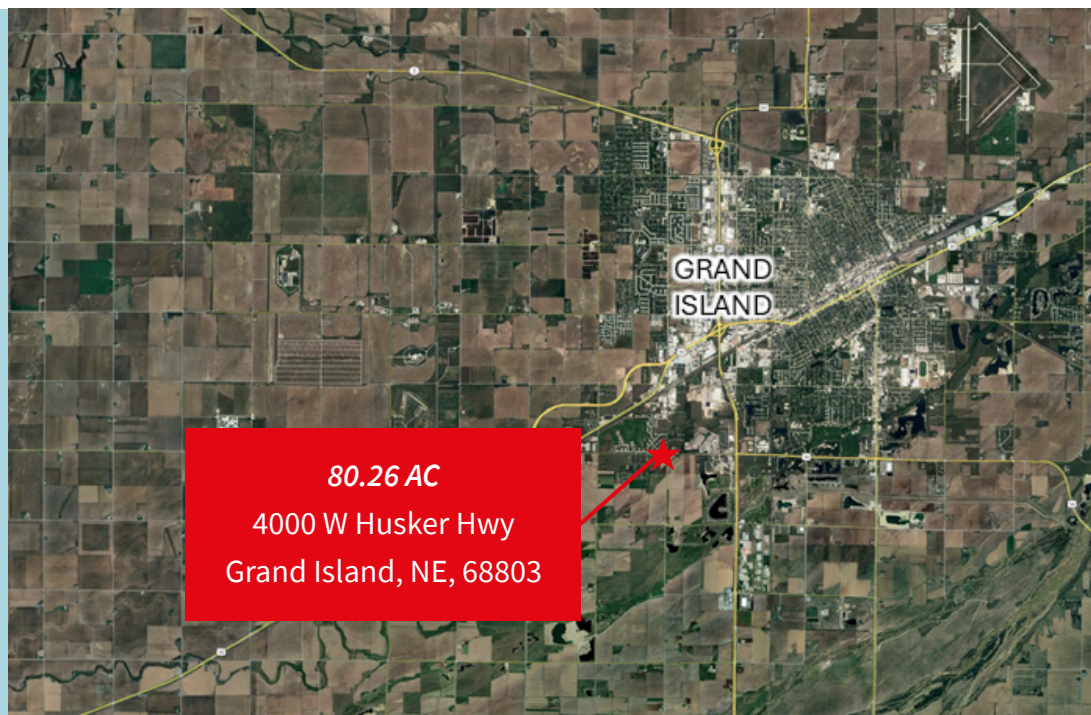 GRAND
ISLAND
80.26 AC
4000 W Husker Hwy
Grand Island, NE, 68803